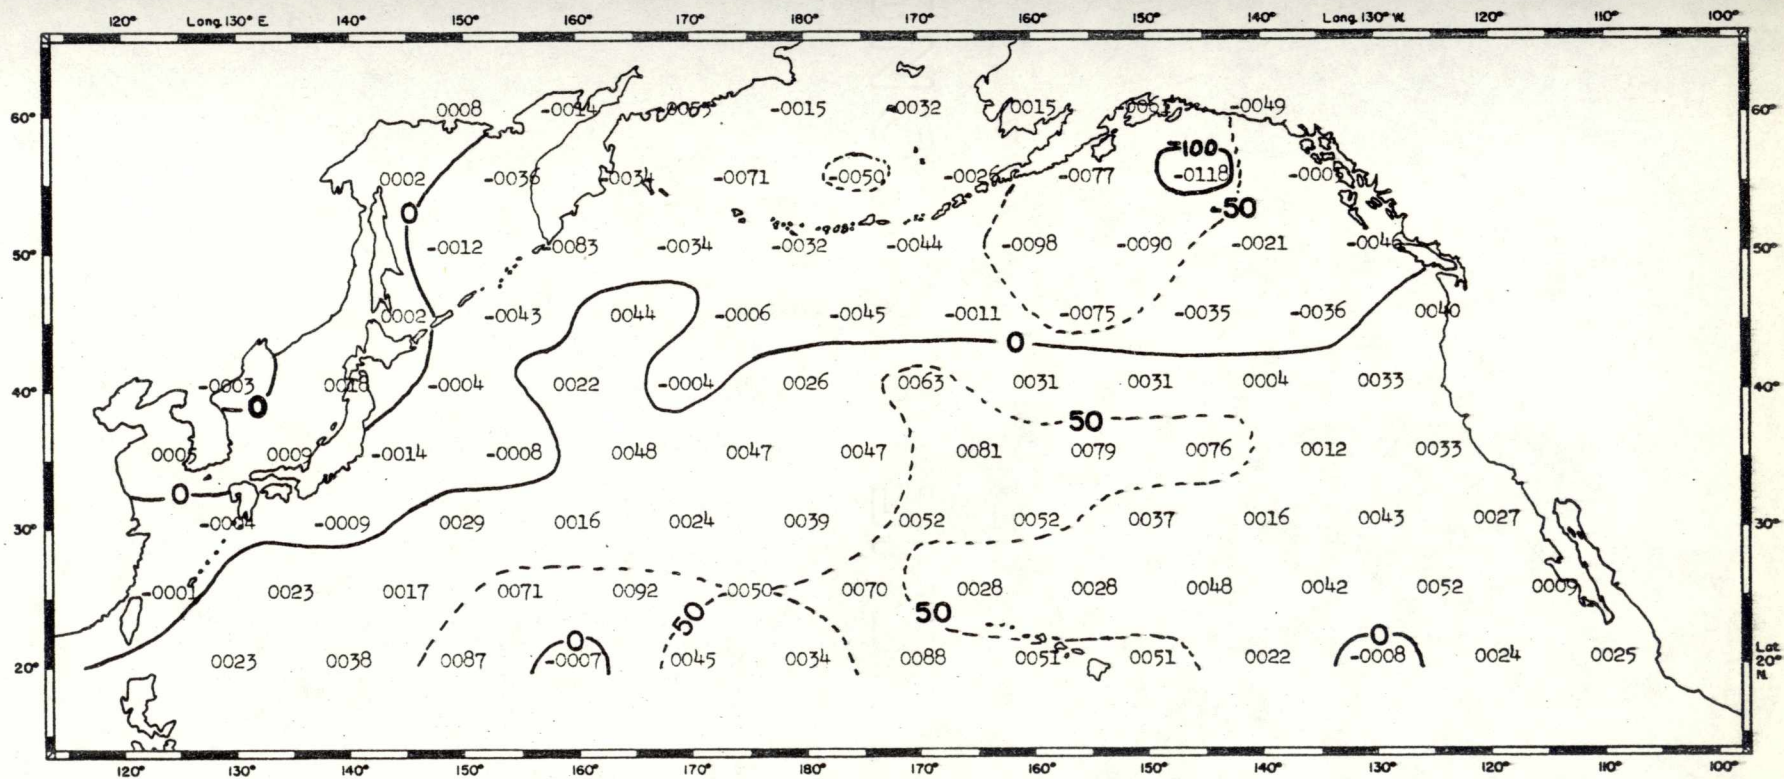 120° Long. 130° E. 140° 150° 160° 170° 180° 170° 160° 150° 140° Long. 130° W. 120° 110° 100°
60° 0008 -0014 -0053 -0015 -0032 0015 -0049 60°
-100
0002 -0036 -0034 -0071 -0050 -0026 -0077 -0118
0 -50
50° -0012 -0083 -0034 -0032 -0044 -0098 -0090 -0021 -0046 50°
0002 -0043 0044 -0006 -0045 -0011 -0075 -0035 -0036 0040
0
40° -0003 0018 -0004 0022 -0004 0026 0063 0031 0031 0004 0033 40°
0 50
0005 0009 -0014 -0008 0048 0047 0047 0081 0079 0076 0012 0033
0
30° -0004 -0009 0029 0016 0024 0039 0052 0052 0037 0016 0043 0027 30°
-0001 0023 0017 0071 0092 0050 0070 0028 0028 0048 0042 0052 0009
50 50
0 0
20° 0023 0038 0087 -0007 0045 0034 0088 0051 0051 0022 -0008 0024 0025 Lat. 20° N.
120° 130° 140° 150° 160° 170° 180° 170° 160° 150° 140° 130° 120° 110° 100°